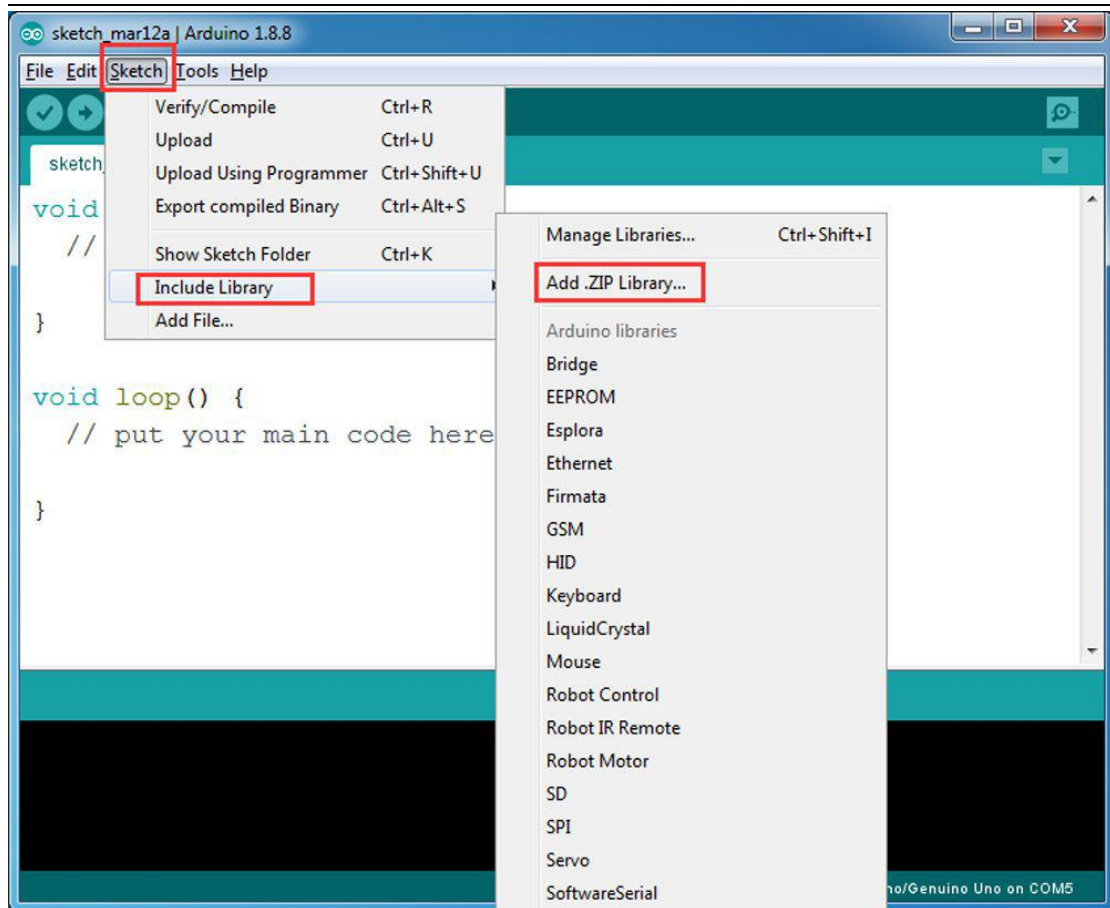 sketch_mar12a | Arduino 1.8.8
File Edit Sketch Tools Help
Verify/Compile Ctrl+R
Upload Ctrl+U
Upload Using Programmer Ctrl+Shift+U
Export compiled Binary Ctrl+Alt+S
Show Sketch Folder Ctrl+K
Include Library
Add File...
sketch_
void
//
}
void loop() {
// put your main code here
}
Manage Libraries... Ctrl+Shift+I
Add .ZIP Library...
Arduino libraries
Bridge
EEPROM
Esplora
Ethernet
Firmata
GSM
HID
Keyboard
LiquidCrystal
Mouse
Robot Control
Robot IR Remote
Robot Motor
SD
SPI
Servo
SoftwareSerial
no/Genuino Uno on COM5